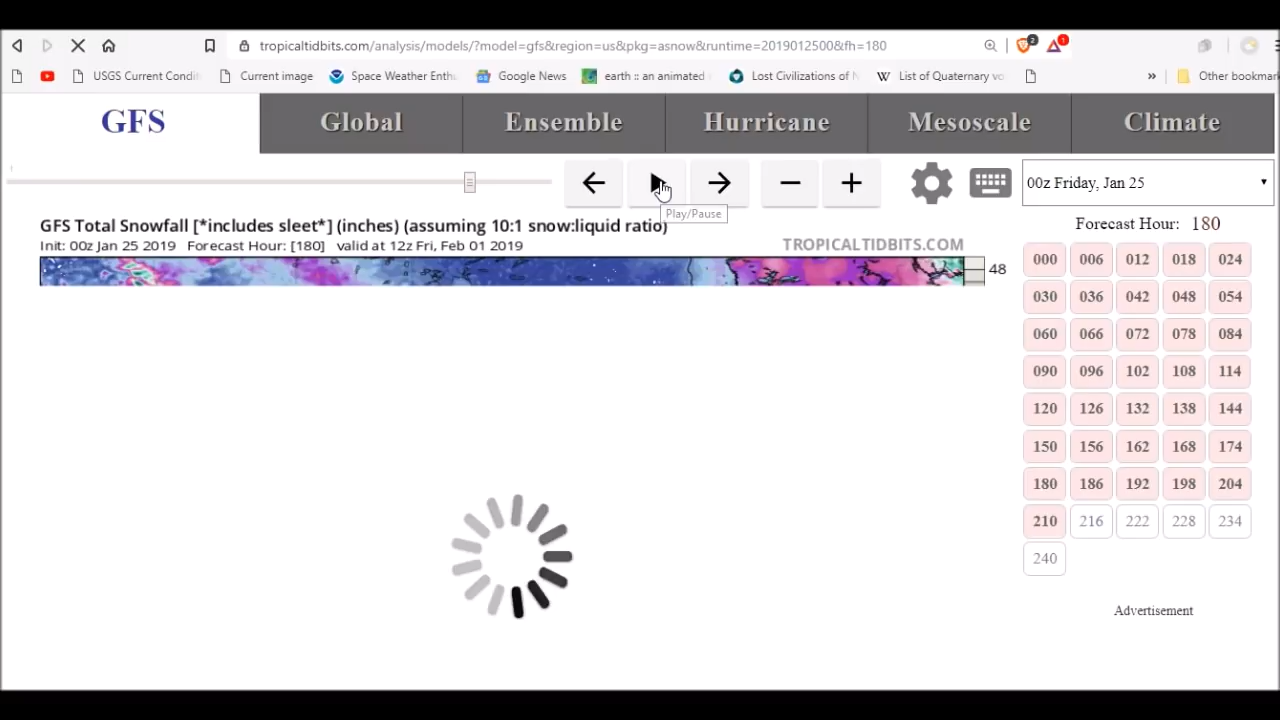 tropicaltidbits.com/analysis/models/?model=gfs&region=us&pkg=asnow&runtime=2019012500&fh=180
2
1
USGS Current Condit
Current image
Space Weather Enthu
Google News
earth :: an animated
Lost Civilizations of N
W
List of Quaternary vo
»
Other bookmar
GFS
Global
Ensemble
Hurricane
Mesoscale
Climate
00z Friday, Jan 25
Play/Pause
GFS Total Snowfall [*includes sleet*] (inches) (assuming 10:1 snow:liquid ratio)
Init: 00z Jan 25 2019 Forecast Hour: [180] valid at 12z Fri, Feb 01 2019
TROPICALTIDBITS.COM
48
Forecast Hour: 180
000 006 012 018 024
030 036 042 048 054
060 066 072 078 084
090 096 102 108 114
120 126 132 138 144
150 156 162 168 174
180 186 192 198 204
210 216 222 228 234
240
Advertisement